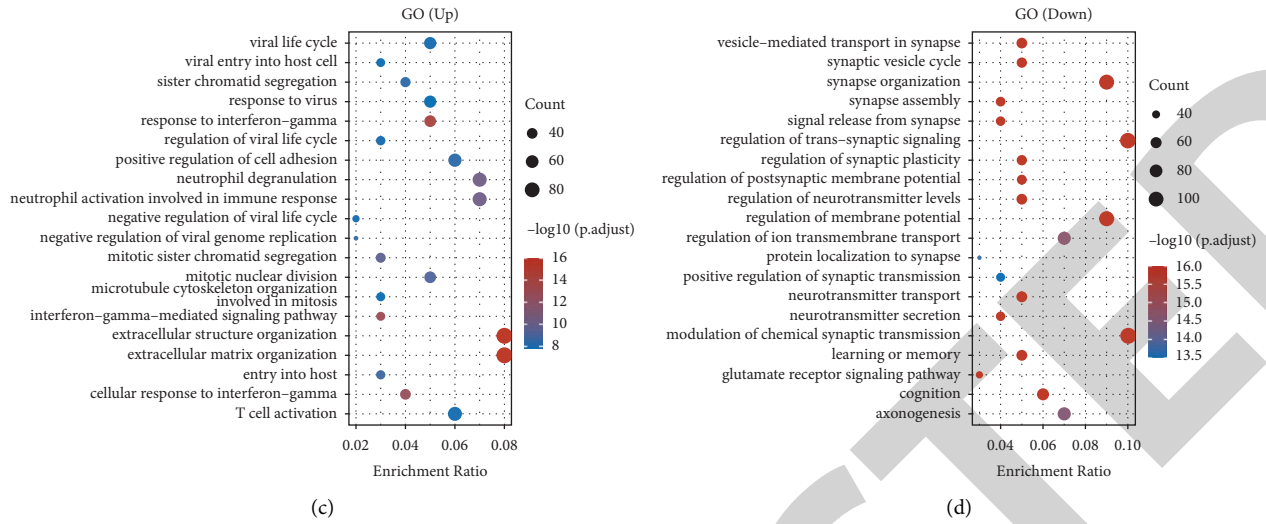 GO (Up)
viral life cycle
viral entry into host cell
sister chromatid segregation
response to virus
response to interferon–gamma
regulation of viral life cycle
positive regulation of cell adhesion
neutrophil degranulation
neutrophil activation involved in immune response
negative regulation of viral life cycle
negative regulation of viral genome replication
mitotic sister chromatid segregation
mitotic nuclear division
microtubule cytoskeleton organization
involved in mitosis
interferon–gamma–mediated signaling pathway
extracellular structure organization
extracellular matrix organization
entry into host
cellular response to interferon–gamma
T cell activation
0.02 0.04 0.06 0.08
Enrichment Ratio
Count
40
60
80
–log10 (p.adjust)
16
14
12
10
8
(c)
GO (Down)
vesicle–mediated transport in synapse
synaptic vesicle cycle
synapse organization
synapse assembly
signal release from synapse
regulation of trans–synaptic signaling
regulation of synaptic plasticity
regulation of postsynaptic membrane potential
regulation of neurotransmitter levels
regulation of membrane potential
regulation of ion transmembrane transport
protein localization to synapse
positive regulation of synaptic transmission
neurotransmitter transport
neurotransmitter secretion
modulation of chemical synaptic transmission
learning or memory
glutamate receptor signaling pathway
cognition
axonogenesis
0.04 0.06 0.08 0.10
Enrichment Ratio
Count
40
60
80
100
–log10 (p.adjust)
16.0
15.5
15.0
14.5
14.0
13.5
(d)